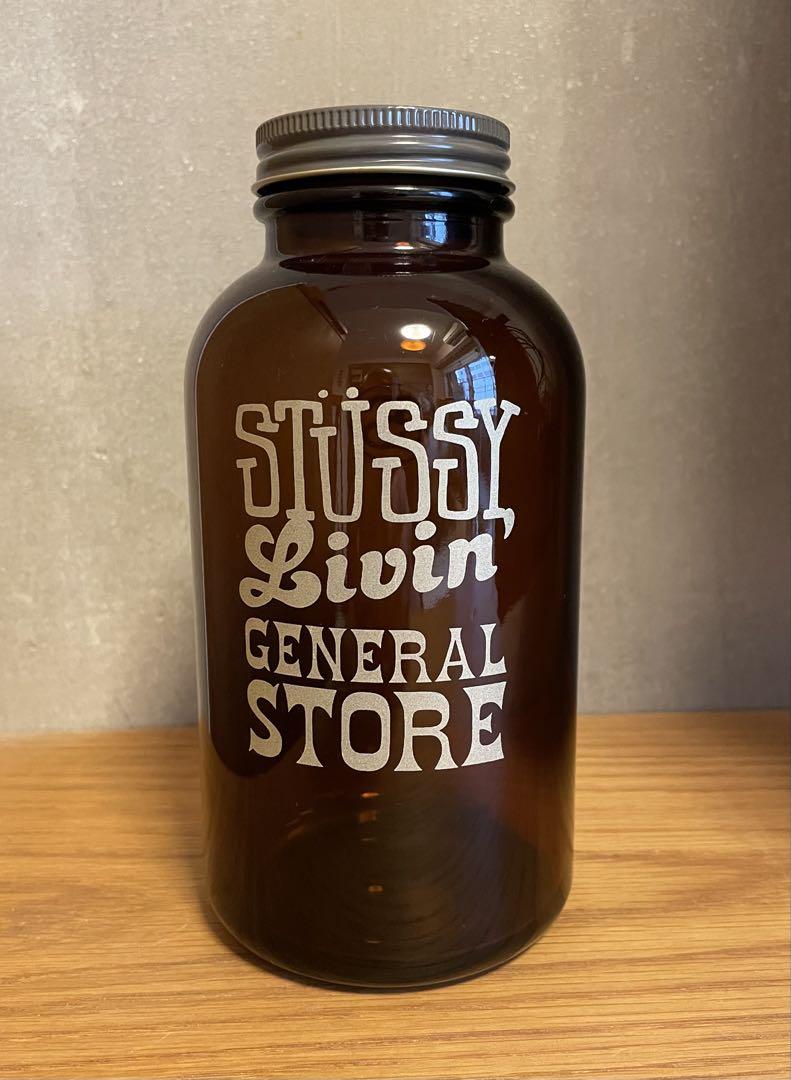 STÜSSY,
Livin'
GENERAL
STORE